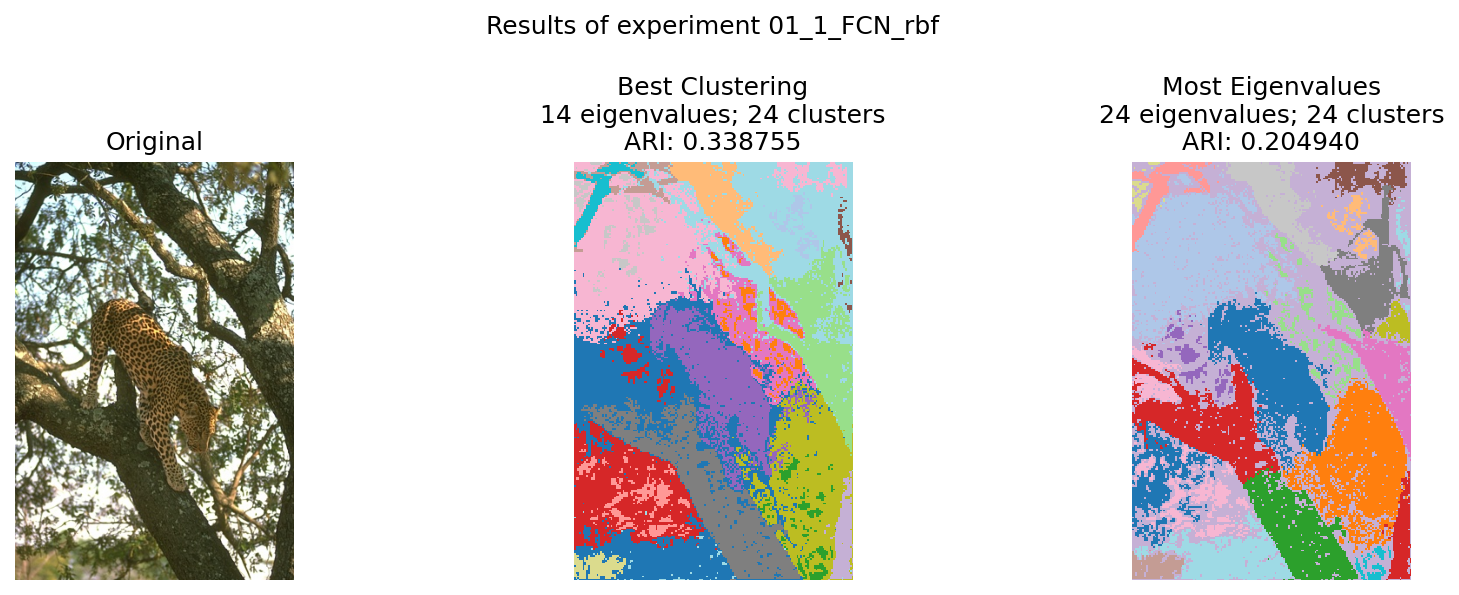 Results of experiment 01_1_FCN_rbf
Original
Best Clustering
14 eigenvalues; 24 clusters
ARI: 0.338755
Most Eigenvalues
24 eigenvalues; 24 clusters
ARI: 0.204940